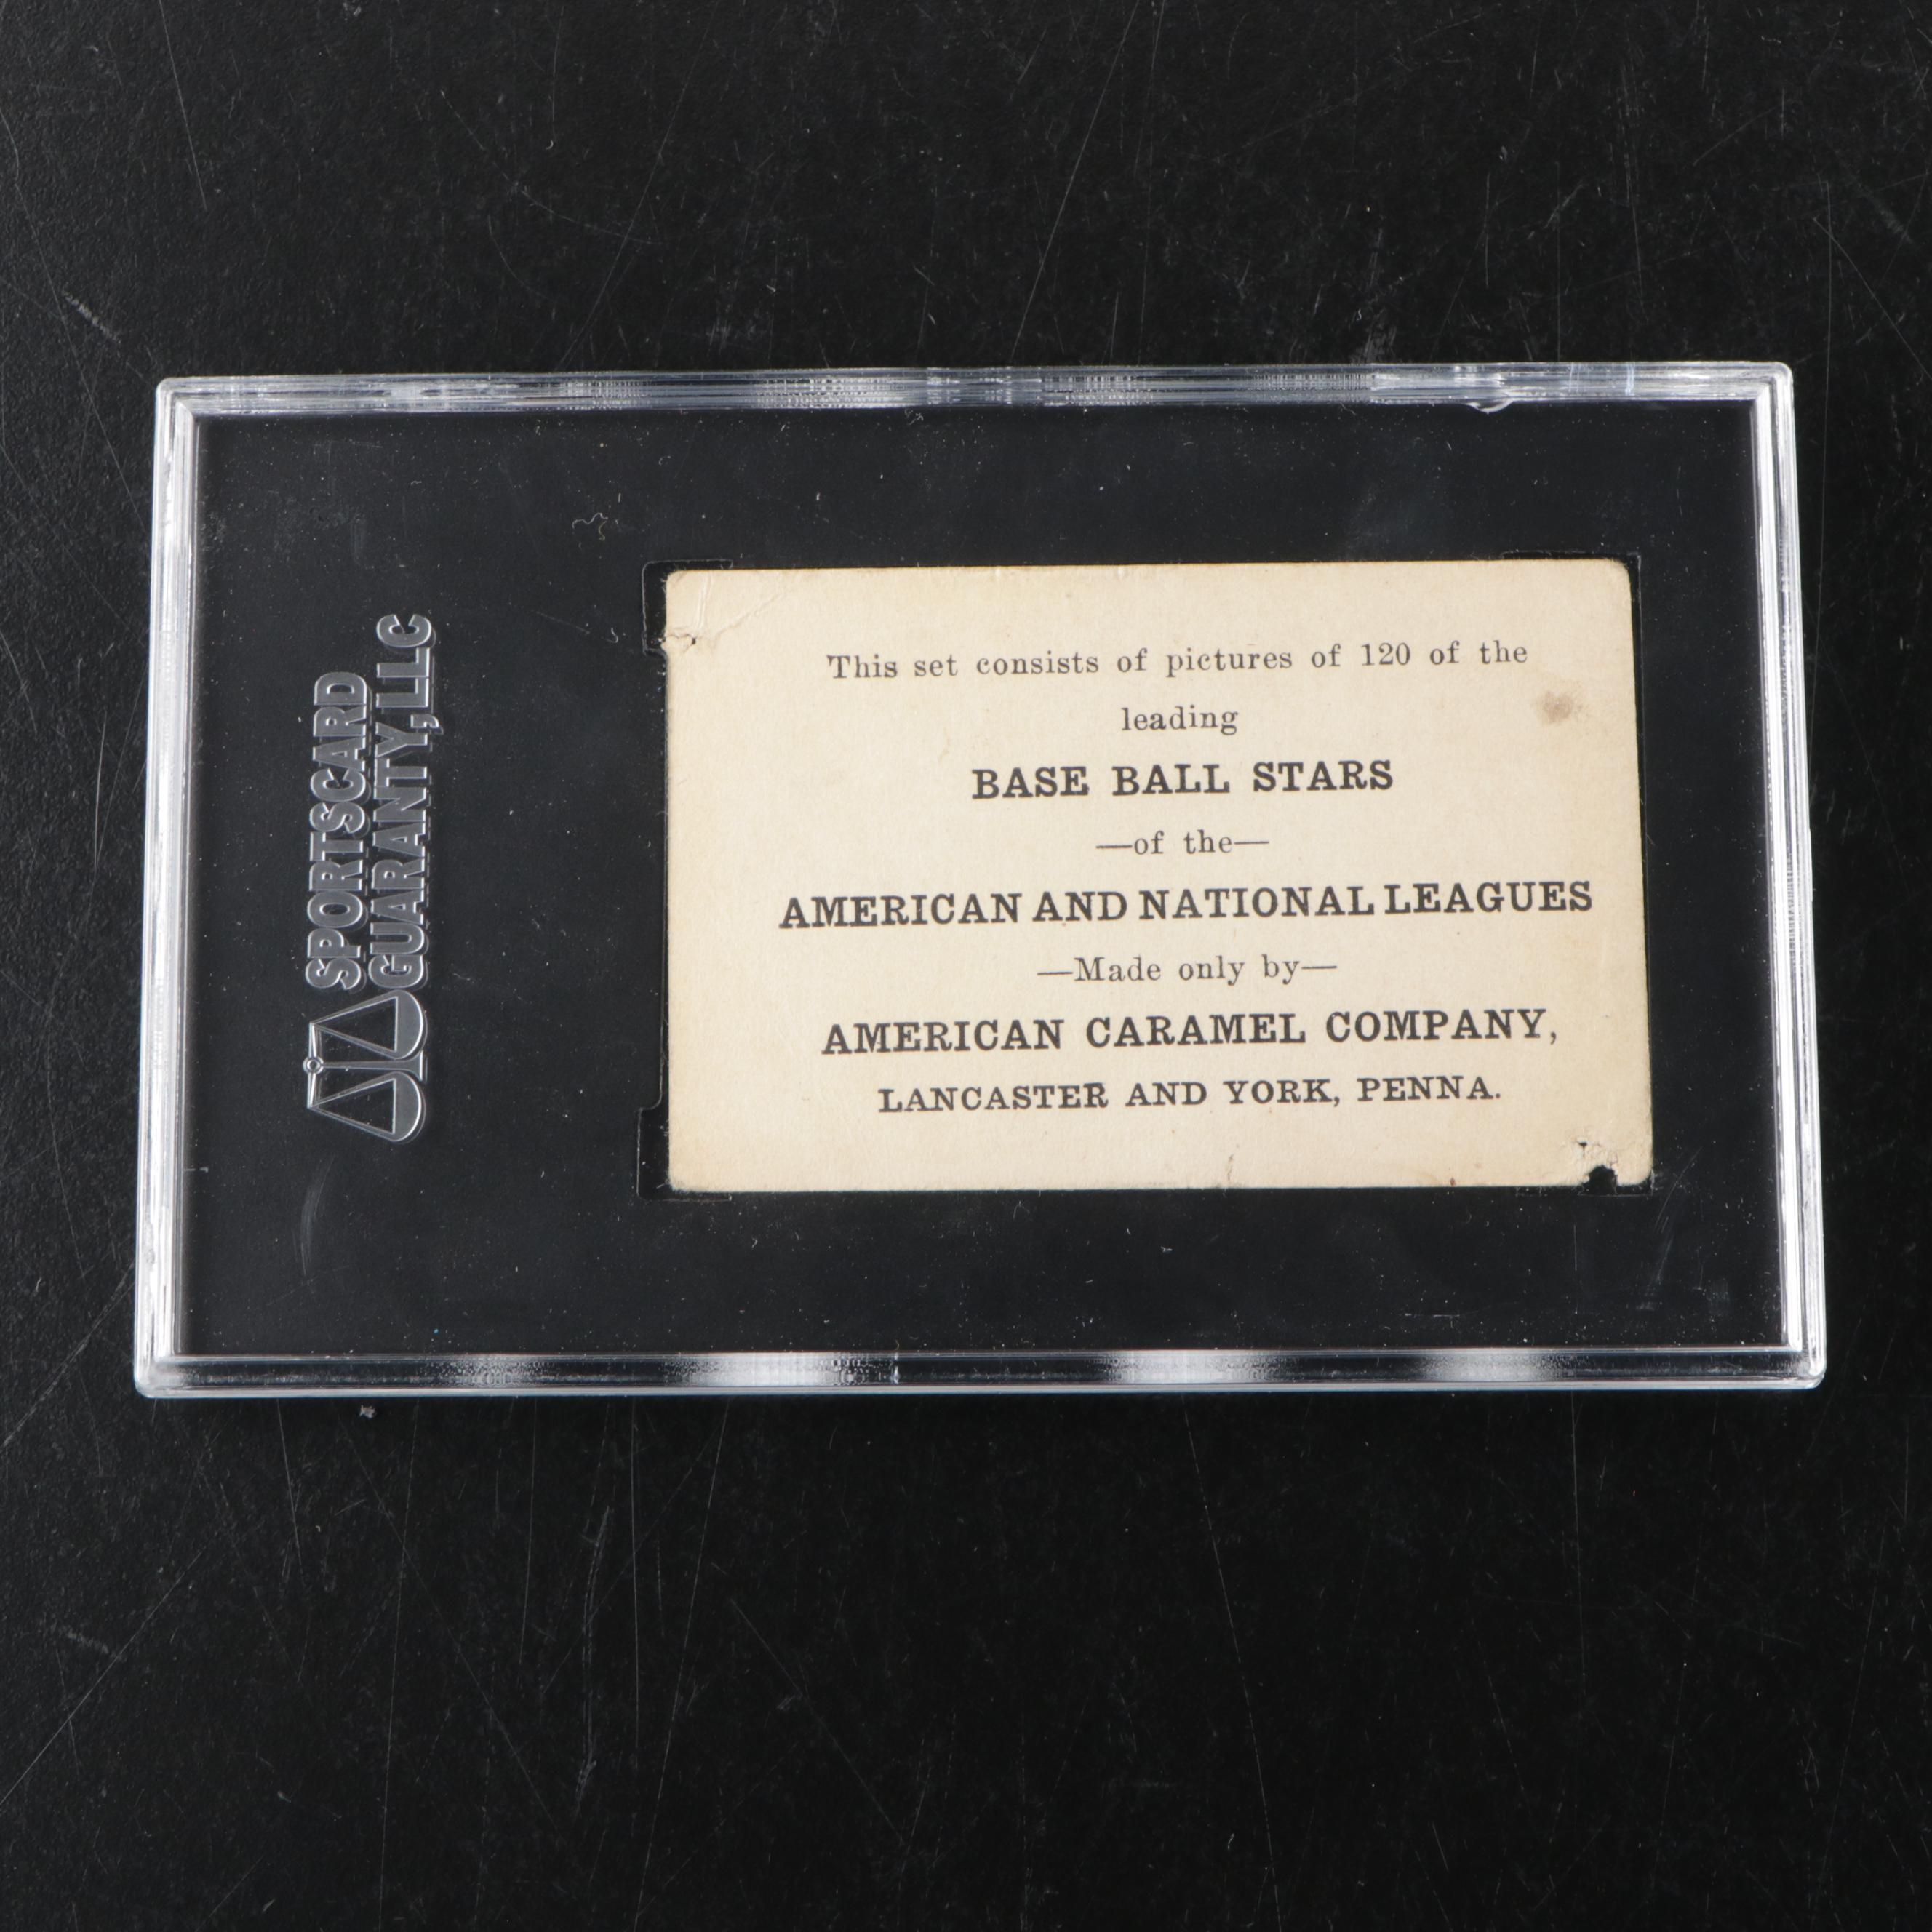 SPORTSCARD
GUARANTY,LLC
This set consists of pictures of 120 of the
leading
BASE BALL STARS
—of the—
AMERICAN AND NATIONAL LEAGUES
—Made only by—
AMERICAN CARAMEL COMPANY,
LANCASTER AND YORK, PENNA.